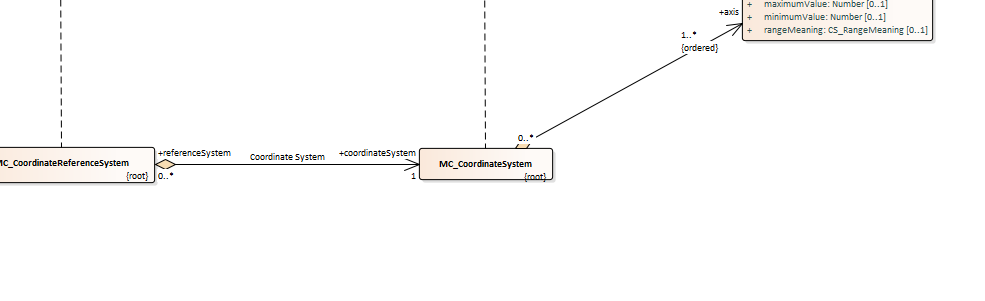 + maximumValue: Number [0..1]
+axis
+ minimumValue: Number [0..1]
+ rangeMeaning: CS_RangeMeaning [0..1]
1..*
{ordered}
0..*
+referenceSystem
Coordinate System
+coordinateSystem
MC_CoordinateReferenceSystem
MC_CoordinateSystem
{root}
0..*
1
{root}